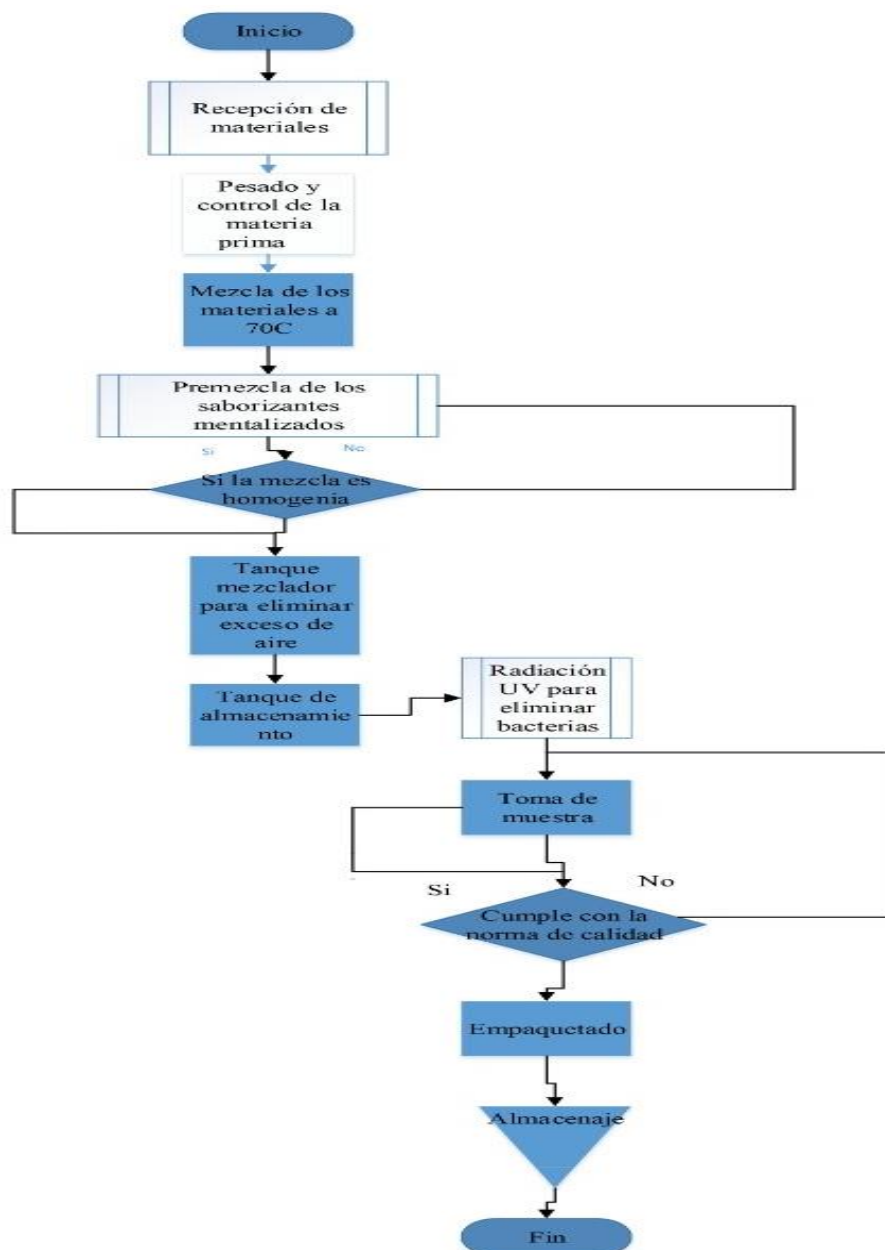 Inicio
Recepción de
materiales
Pesado y
control de la
materia
prima
Mezcla de los
materiales a
70C
Premezcla de los
saborizantes
mentalizados
Si
No
Si la mezcla es
homogenia
Tanque
mezclador
para eliminar
exceso de
aire
Tanque de
almacenamie
nto
Radiación
UV para
eliminar
bacterias
Toma de
muestra
Si
No
Cumple con la
norma de calidad
Empaquetado
Almacenaje
Fin